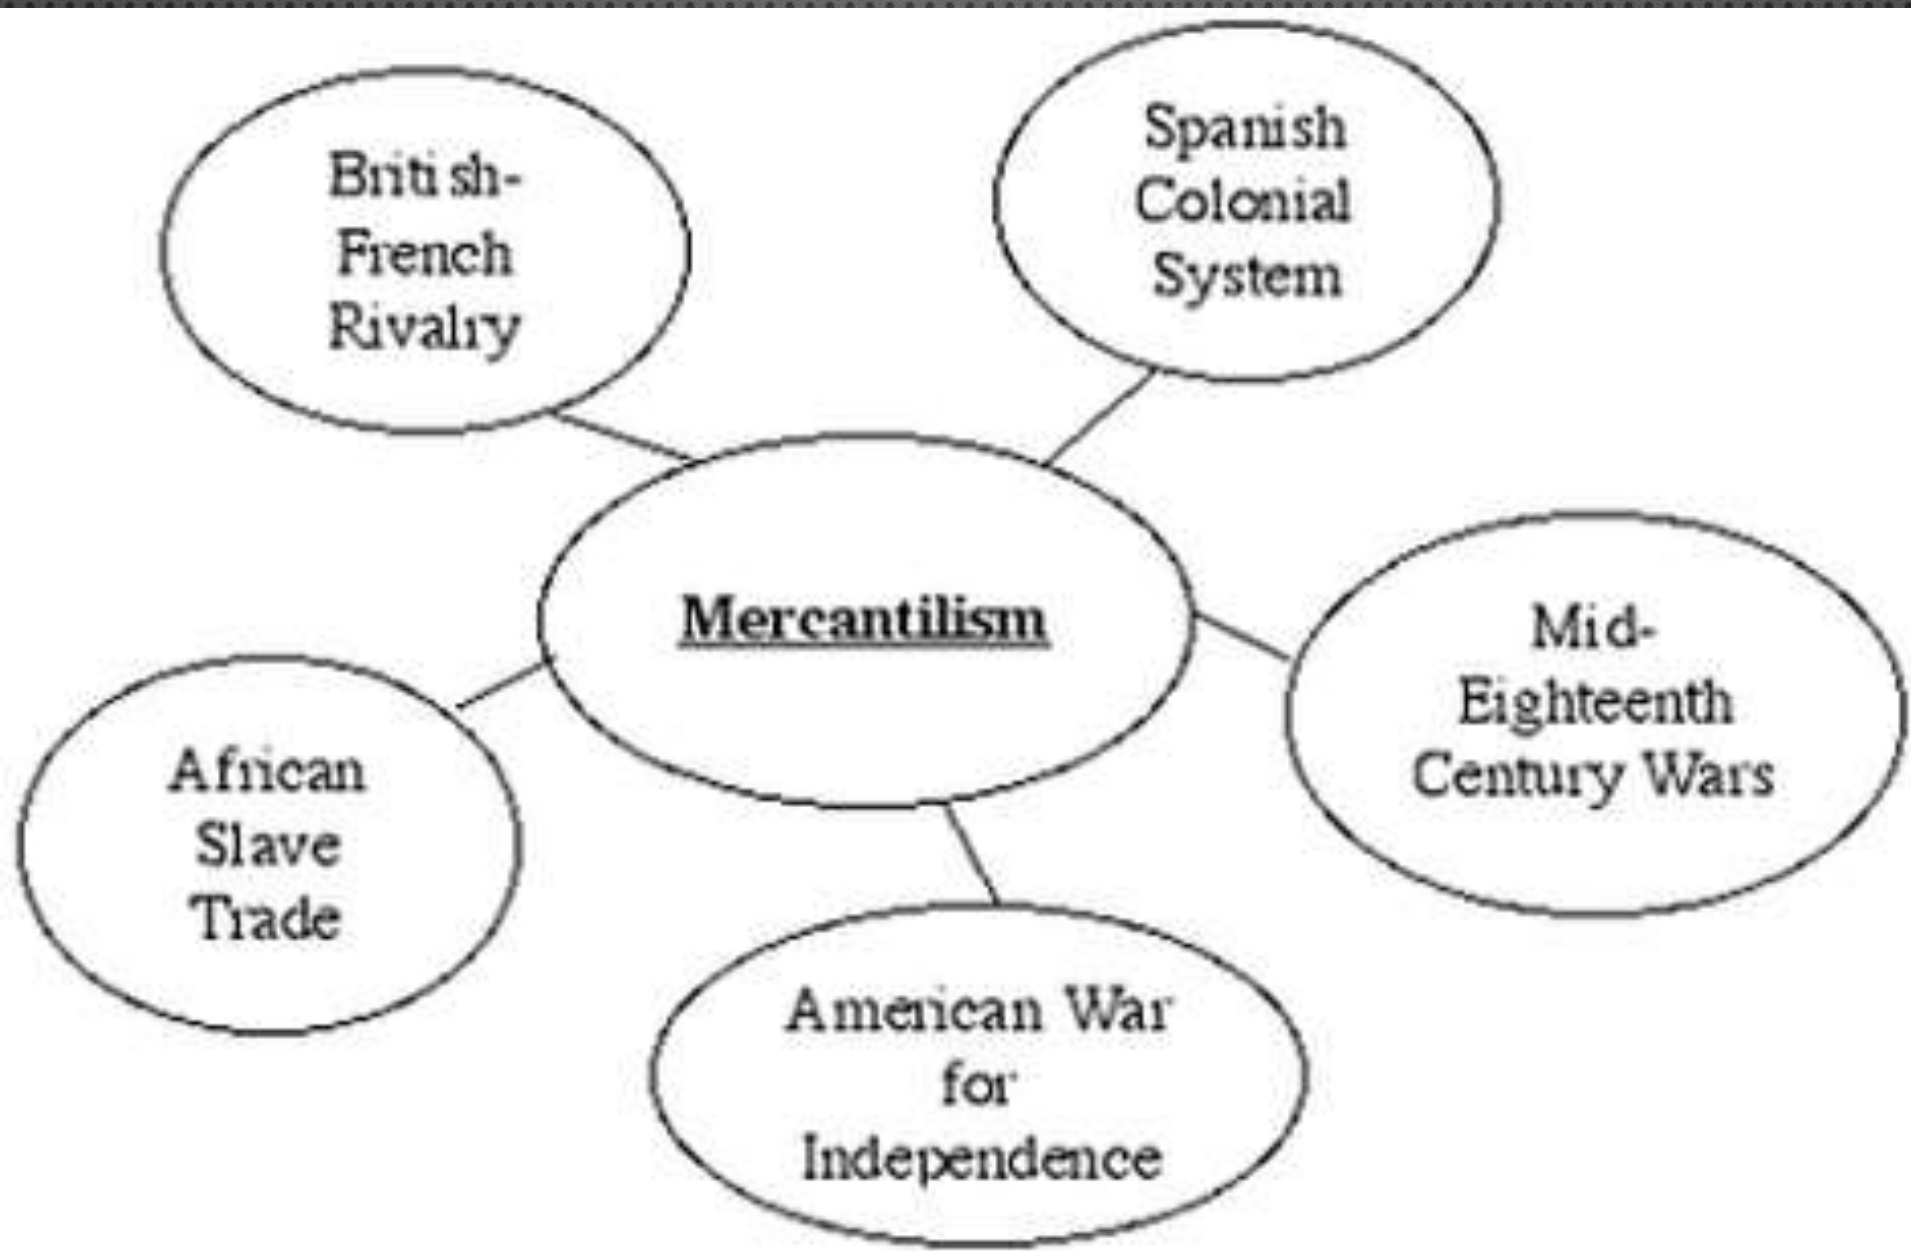 British-
French
Rivalry
Spanish
Colonial
System
Mercantilism
Mid-
Eighteenth
Century Wars
African
Slave
Trade
American War
for
Independence